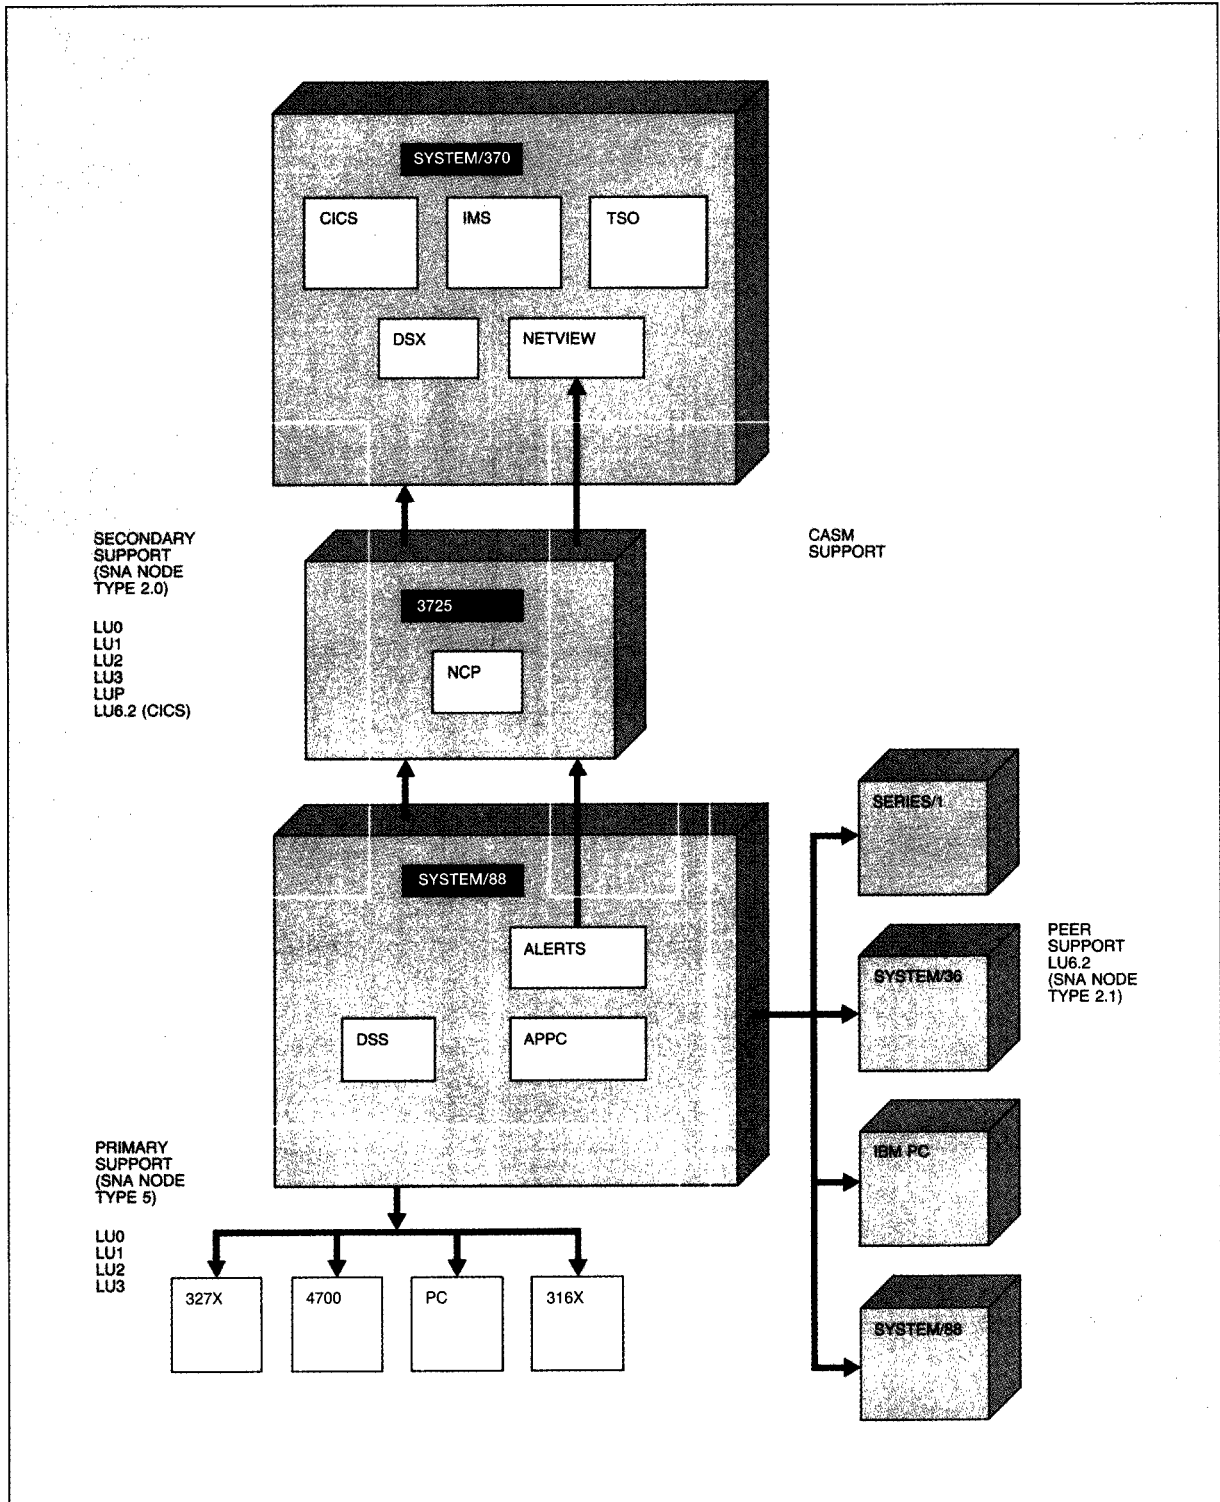 SYSTEM/370
CICS
IMS
TSO
DSX
NETVIEW
SECONDARY
SUPPORT
(SNA NODE
TYPE 2.0)
LU0
LU1
LU2
LU3
LUP
LU6.2 (CICS)
CASM
SUPPORT
3725
NCP
SYSTEM/88
ALERTS
DSS
APPC
SERIES/1
SYSTEM/36
IBM PC
SYSTEM/88
PEER
SUPPORT
LU6.2
(SNA NODE
TYPE 2.1)
PRIMARY
SUPPORT
(SNA NODE
TYPE 5)
LU0
LU1
LU2
LU3
327X
4700
PC
316X